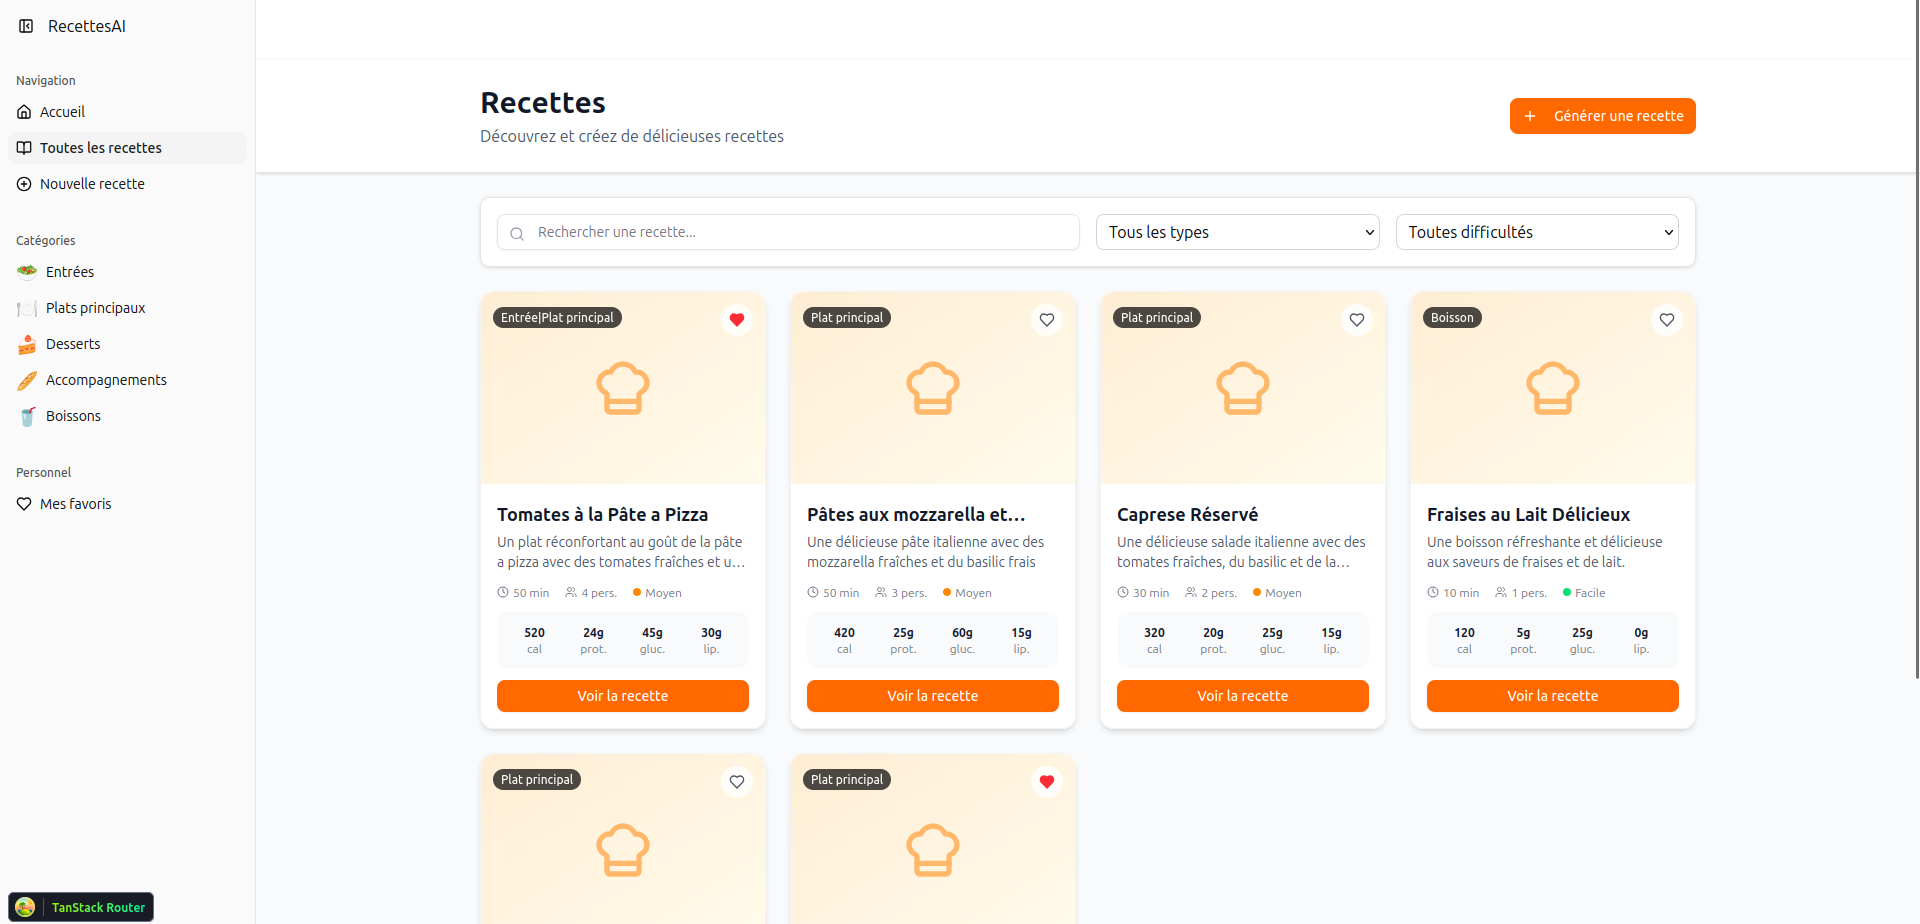 RecettesAI
Navigation
Accueil
Toutes les recettes
Nouvelle recette
Catégories
Entrées
Plats principaux
Desserts
Accompagnements
Boissons
Personnel
Mes favoris
TanStack Router
Recettes
Découvrez et créez de délicieuses recettes
+ Générer une recette
Rechercher une recette...
Tous les types
Toutes difficultés
Entrée|Plat principal
Tomates à la Pâte a Pizza
Un plat réconfortant au goût de la pâte
a pizza avec des tomates fraîches et u...
50 min 4 pers. Moyen
520 24g 45g 30g
cal prot. gluc. lip.
Voir la recette
Plat principal
Pâtes aux mozzarella et...
Une délicieuse pâte italienne avec des
mozzarella fraîches et du basilic frais
50 min 3 pers. Moyen
420 25g 60g 15g
cal prot. gluc. lip.
Voir la recette
Plat principal
Caprese Réservé
Une délicieuse salade italienne avec des
tomates fraîches, du basilic et de la...
30 min 2 pers. Moyen
320 20g 25g 15g
cal prot. gluc. lip.
Voir la recette
Boisson
Fraises au Lait Délicieux
Une boisson réfreshante et délicieuse
aux saveurs de fraises et de lait.
10 min 1 pers. Facile
120 5g 25g 0g
cal prot. gluc. lip.
Voir la recette
Plat principal
Plat principal